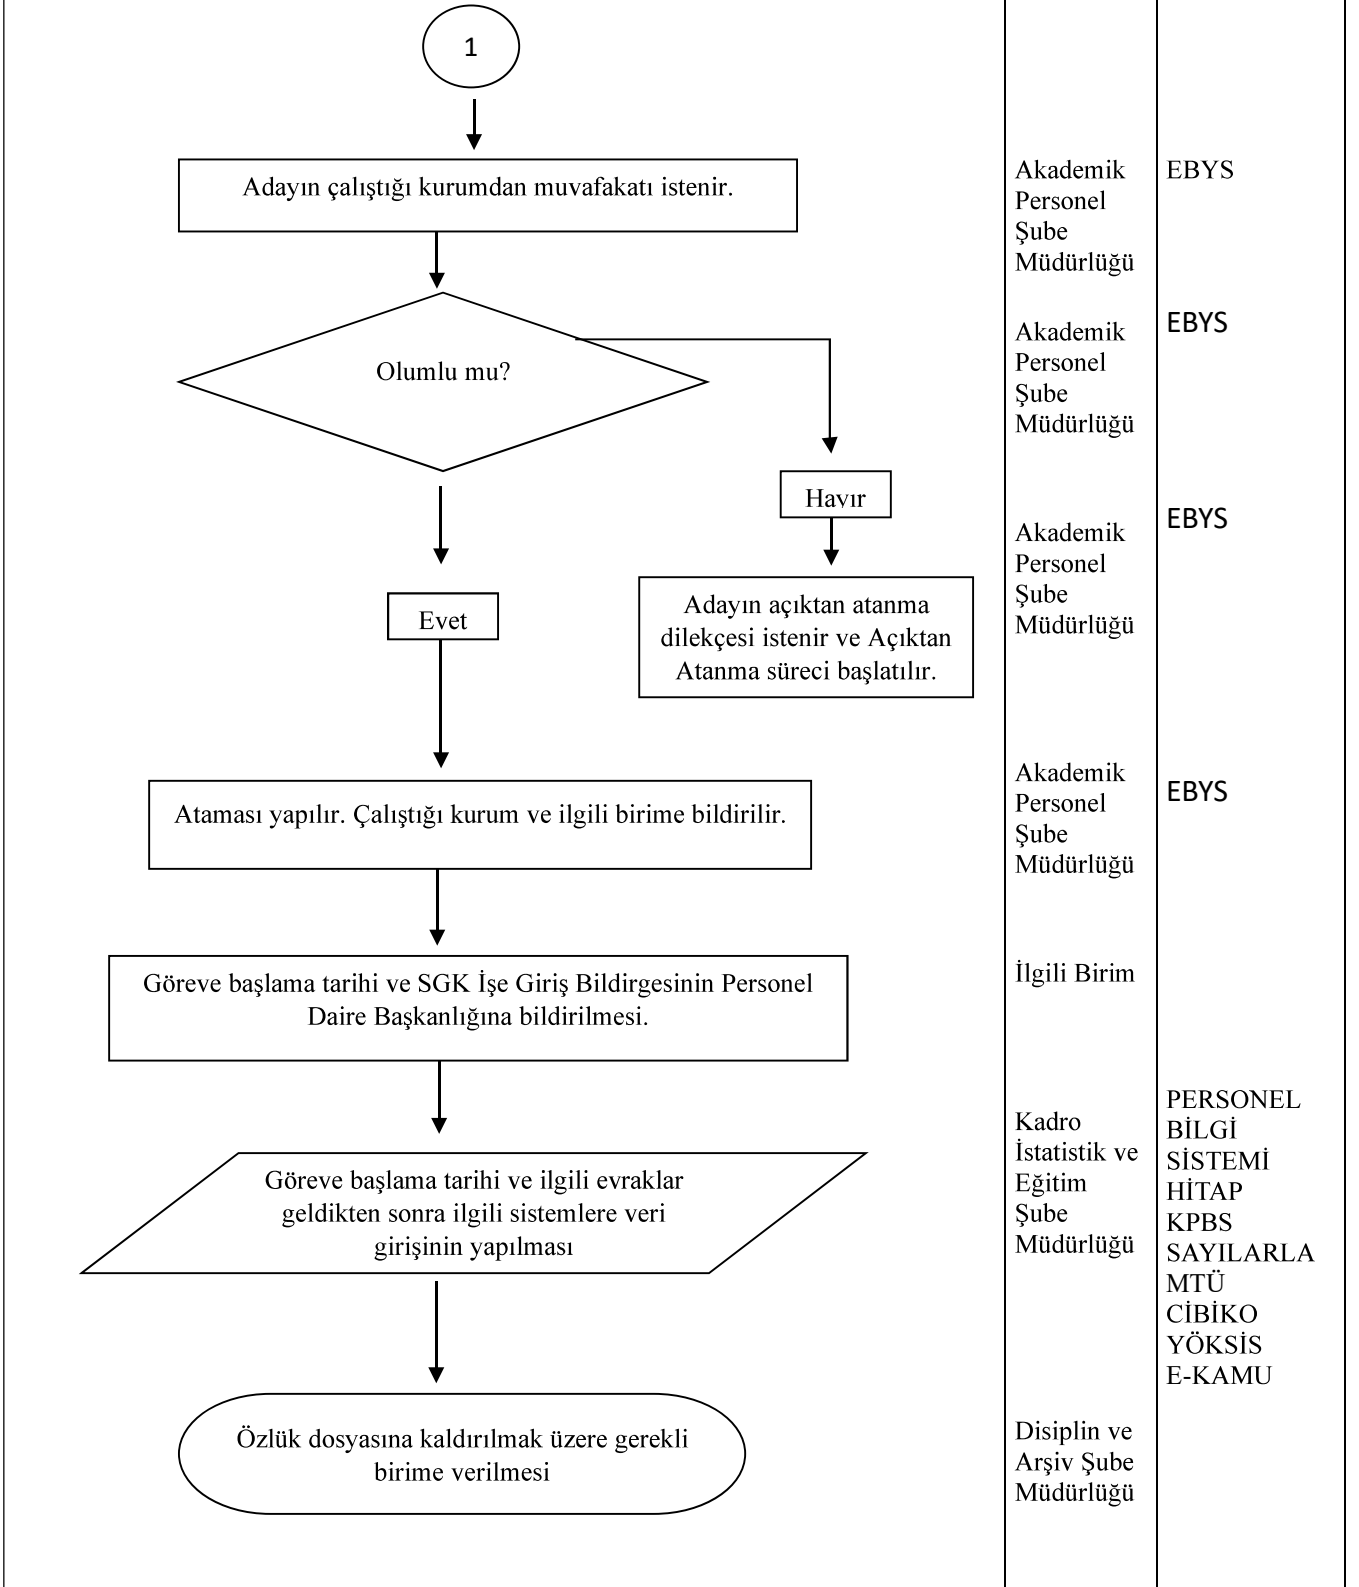 1
Adayın çalıştığı kurumdan muvafakatı istenir.
Akademik
Personel
Şube
Müdürlüğü
EBYS
Olumlu mu?
Akademik
Personel
Şube
Müdürlüğü
EBYS
Hayır
Evet
Adayın açıktan atanma
dilekçesi istenir ve Açıktan
Atanma süreci başlatılır.
Akademik
Personel
Şube
Müdürlüğü
EBYS
Ataması yapılır. Çalıştığı kurum ve ilgili birime bildirilir.
Akademik
Personel
Şube
Müdürlüğü
EBYS
Göreve başlama tarihi ve SGK İşe Giriş Bildirgesinin Personel
Daire Başkanlığına bildirilmesi.
İlgili Birim
Göreve başlama tarihi ve ilgili evraklar
geldikten sonra ilgili sistemlere veri
girişinin yapılması
Kadro
İstatistik ve
Eğitim
Şube
Müdürlüğü
PERSONEL
BİLGİ
SİSTEMİ
HİTAP
KPBS
SAYILARLA
MTÜ
CİBİKO
YÖKSİS
E-KAMU
Özlük dosyasına kaldırılmak üzere gerekli
birime verilmesi
Disiplin ve
Arşiv Şube
Müdürlüğü